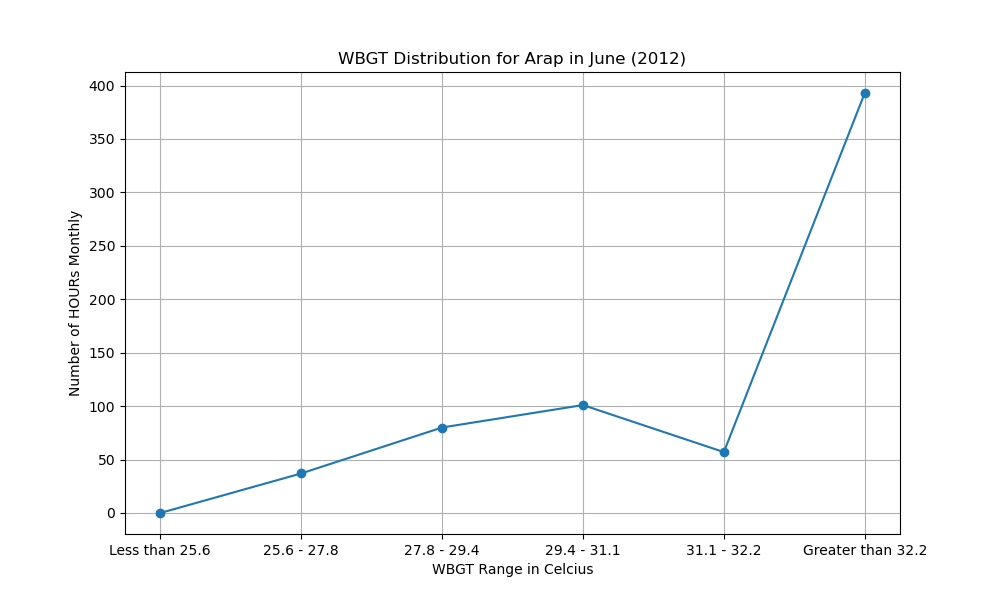 WBGT Distribution for Arap in June (2012)
Number of HOURs Monthly
400
350
300
250
200
150
100
50
0
Less than 25.6 25.6 - 27.8 27.8 - 29.4 29.4 - 31.1 31.1 - 32.2 Greater than 32.2
WBGT Range in Celcius